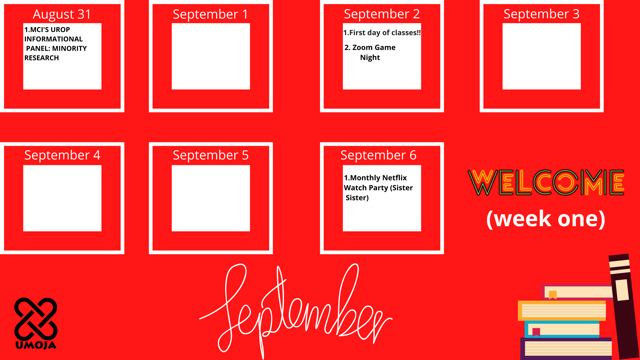 August 31
1.MCI'S UROP
INFORMATIONAL
PANEL: MINORITY
RESEARCH
September 1
September 2
1.First day of classes!!
2. Zoom Game
Night
September 3
September 4
September 5
September 6
1.Monthly Netflix
Watch Party (Sister
Sister)
WELCOME
(week one)
September
UMOJA